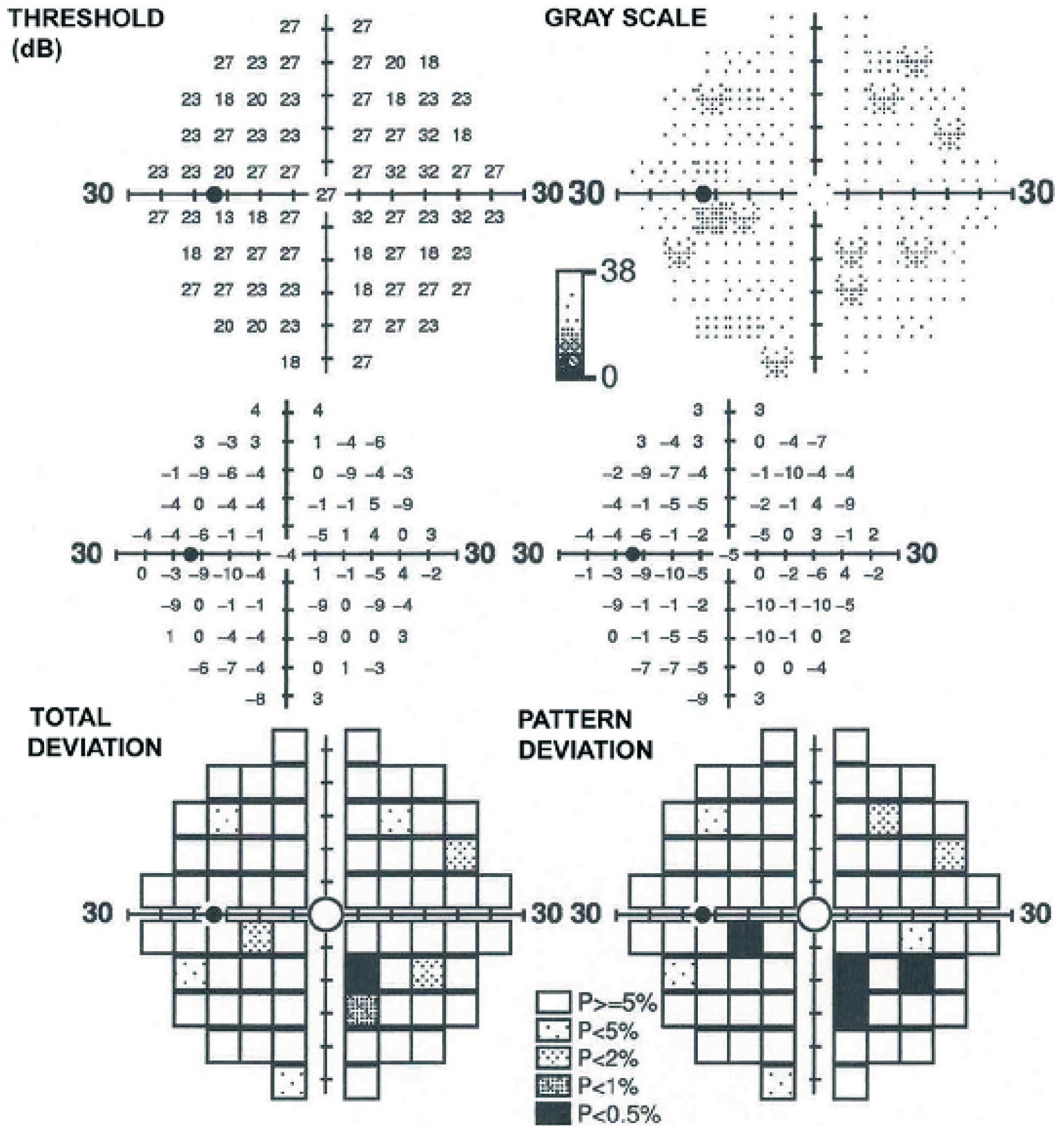 THRESHOLD (dB)
27 27
27 23 27 27 20 18
23 18 20 23 27 18 23 23
23 27 23 23 27 27 32 18
23 23 20 27 27 27 32 32 27 27
30 27 30
27 23 13 18 27 32 27 23 32 23
18 27 27 27 18 27 18 23
27 27 23 23 18 27 27 27
20 20 23 27 27 23
18 27
GRAY SCALE
30 30
38
0
4 4
3 -3 3 1 -4 -6
-1 -9 -6 -4 0 -9 -4 -3
-4 0 -4 -4 -1 -1 5 -9
-4 -4 -6 -1 -1 -5 1 4 0 3
30 -4 30
0 -3 -9 -10 -4 1 -1 -5 4 -2
-9 0 -1 -1 -9 0 -9 -4
1 0 -4 -4 -9 0 0 3
-6 -7 -4 0 1 -3
-8 3
3 3
3 -4 3 0 -4 -7
-2 -9 -7 -4 -1 -10 -4 -4
-4 -1 -5 -5 -2 -1 4 -9
-4 -4 -6 -1 -2 -5 0 3 -1 2
30 -5 30
-1 -3 -9 -10 -5 0 -2 -6 4 -2
-9 -1 -1 -2 -10 -1 -10 -5
0 -1 -5 -5 -10 -1 0 2
-7 -7 -5 0 0 -4
-9 3
TOTAL
DEVIATION
30 30
PATTERN
DEVIATION
30 30
P>=5%
P<5%
P<2%
P<1%
P<0.5%